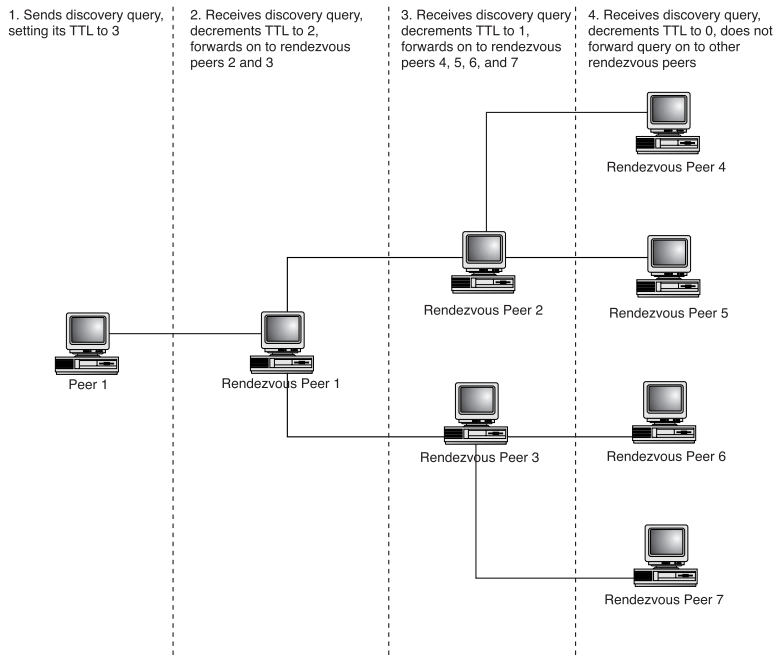 1. Sends discovery query,
setting its TTL to 3
2. Receives discovery query,
decrements TTL to 2,
forwards on to rendezvous
peers 2 and 3
3. Receives discovery query
decrements TTL to 1,
forwards on to rendezvous
peers 4, 5, 6, and 7
4. Receives discovery query,
decrements TTL to 0, does not
forward query on to other
rendezvous peers
Rendezvous Peer 4
Rendezvous Peer 2
Rendezvous Peer 5
Peer 1
Rendezvous Peer 1
Rendezvous Peer 3
Rendezvous Peer 6
Rendezvous Peer 7